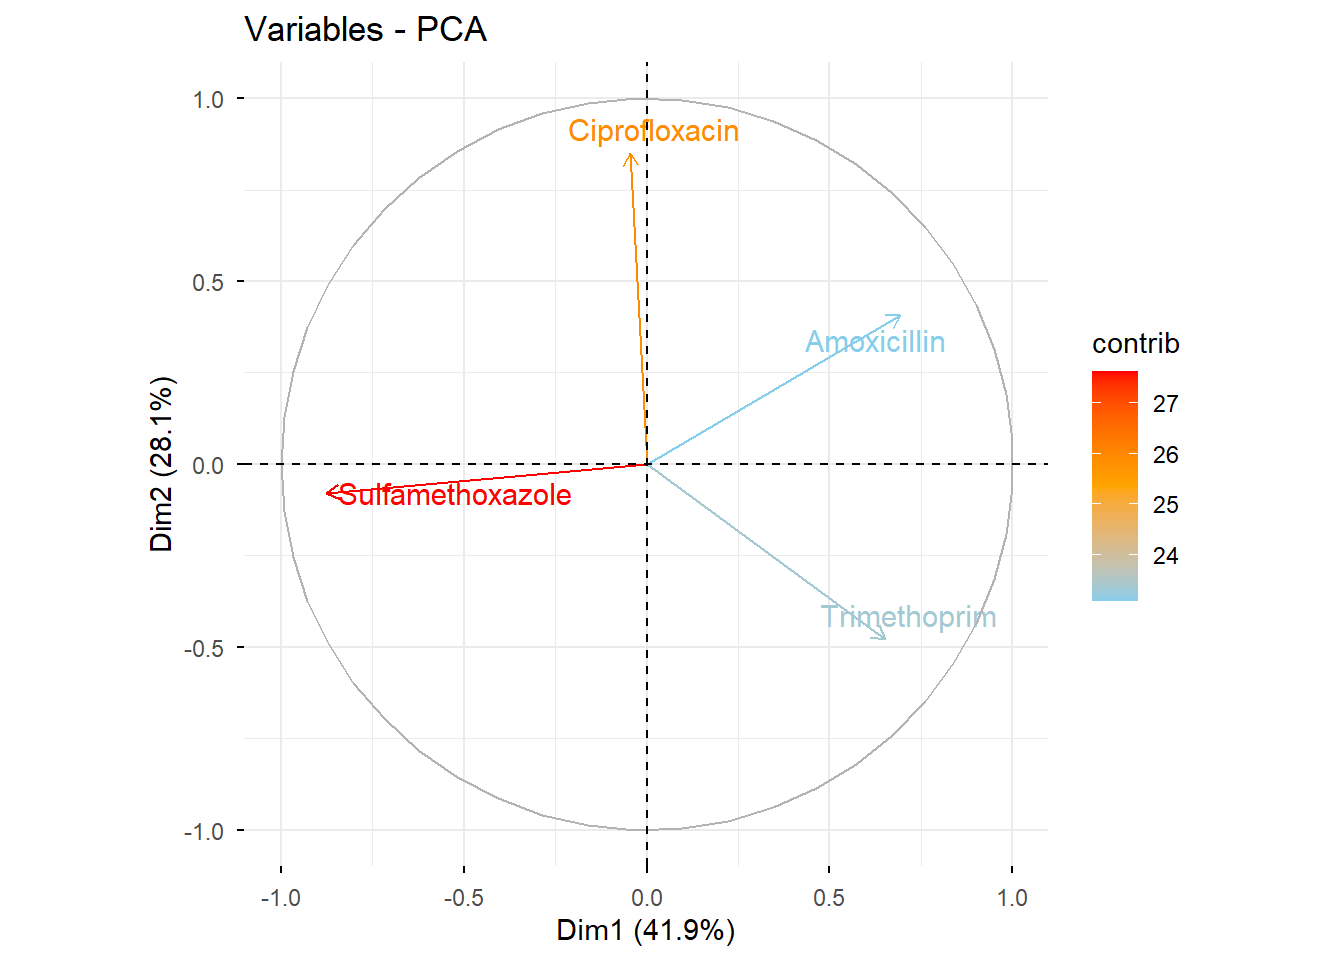 Variables - PCA
1.0
Ciprofloxacin
0.5
Amoxicillin
contrib
27
26
25
24
Dim2 (28.1%)
0.0
Sulfamethoxazole
Trimethoprim
-0.5
-1.0
-1.0 -0.5 0.0 0.5 1.0
Dim1 (41.9%)